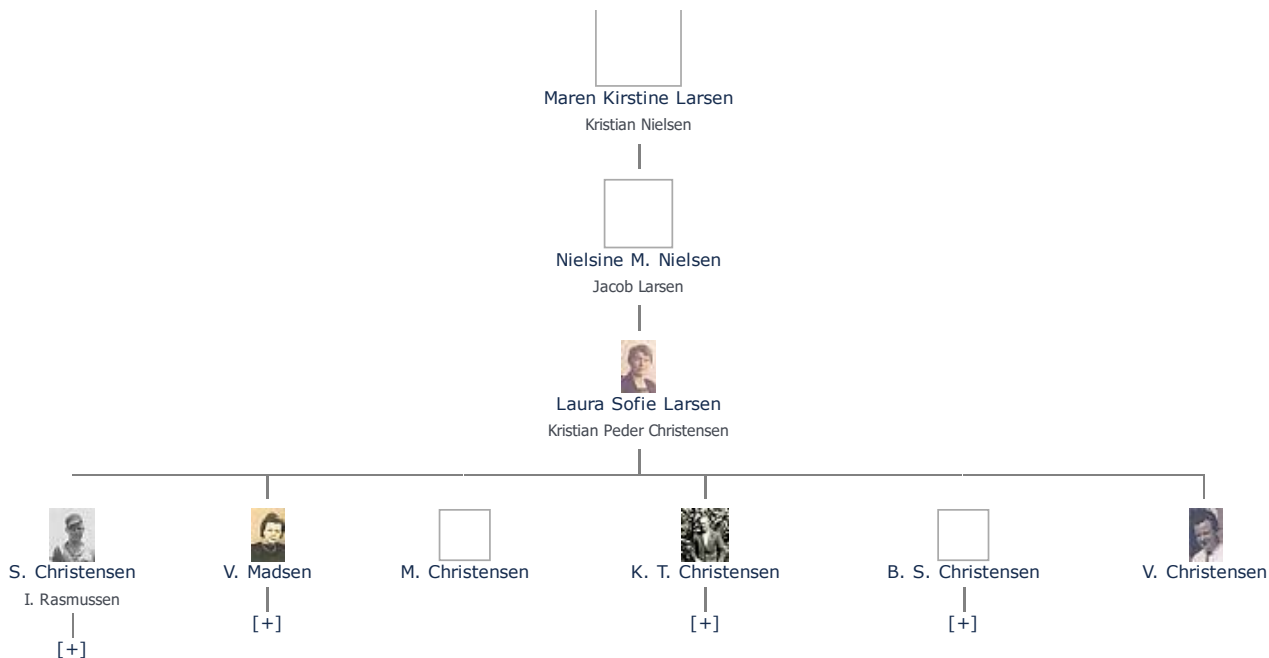 Maren Kirstine Larsen
Kristian Nielsen
Nielsine M. Nielsen
Jacob Larsen
Laura Sofie Larsen
Kristian Peder Christensen
S. Christensen
I. Rasmussen
[+]
V. Madsen
[+]
M. Christensen
K. T. Christensen
[+]
B. S. Christensen
[+]
V. Christensen